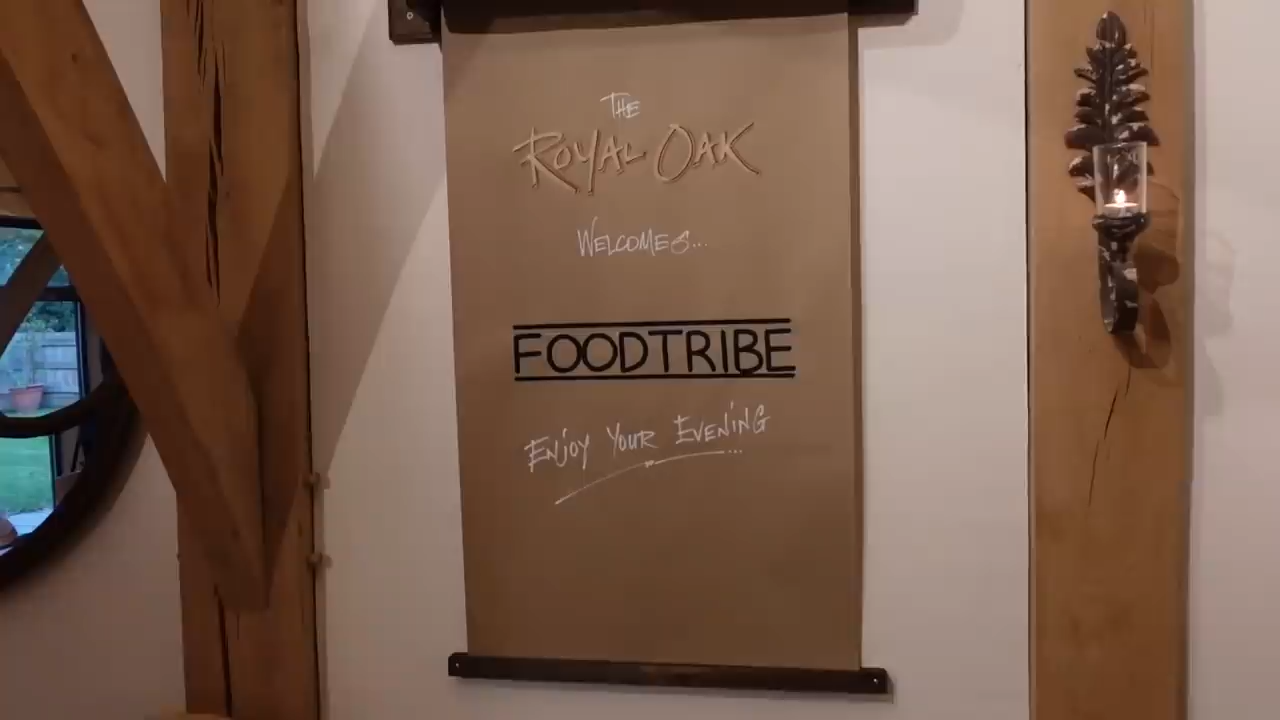 THE
ROYAL OAK
WELCOMES...
FOODTRIBE
ENJOY YOUR EVENING...